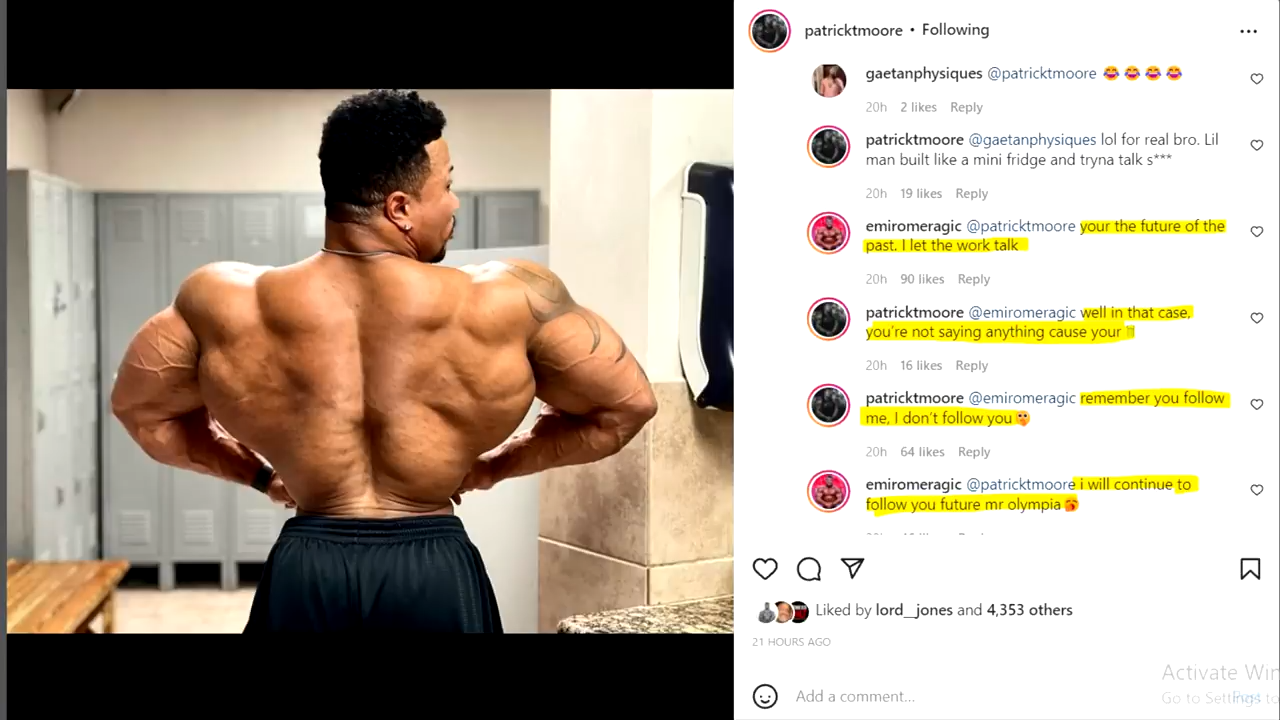 patricktmoore • Following
gaetanphysiques @patricktmoore 😂 😂 😂 😂
20h 2 likes Reply
patricktmoore @gaetanphysiques lol for real bro. Lil
man built like a mini fridge and tryna talk s***
20h 19 likes Reply
emiromeragic @patricktmoore your the future of the
past. I let the work talk
20h 90 likes Reply
patricktmoore @emiromeragic well in that case,
you're not saying anything cause your
20h 16 likes Reply
patricktmoore @emiromeragic remember you follow
me, I don't follow you🤫
20h 64 likes Reply
emiromeragic @patricktmoore i will continue to
follow you future mr olympia
Liked by lord__jones and 4,353 others
21 HOURS AGO
Activate Win
Go to Settings to
Add a comment...
Post